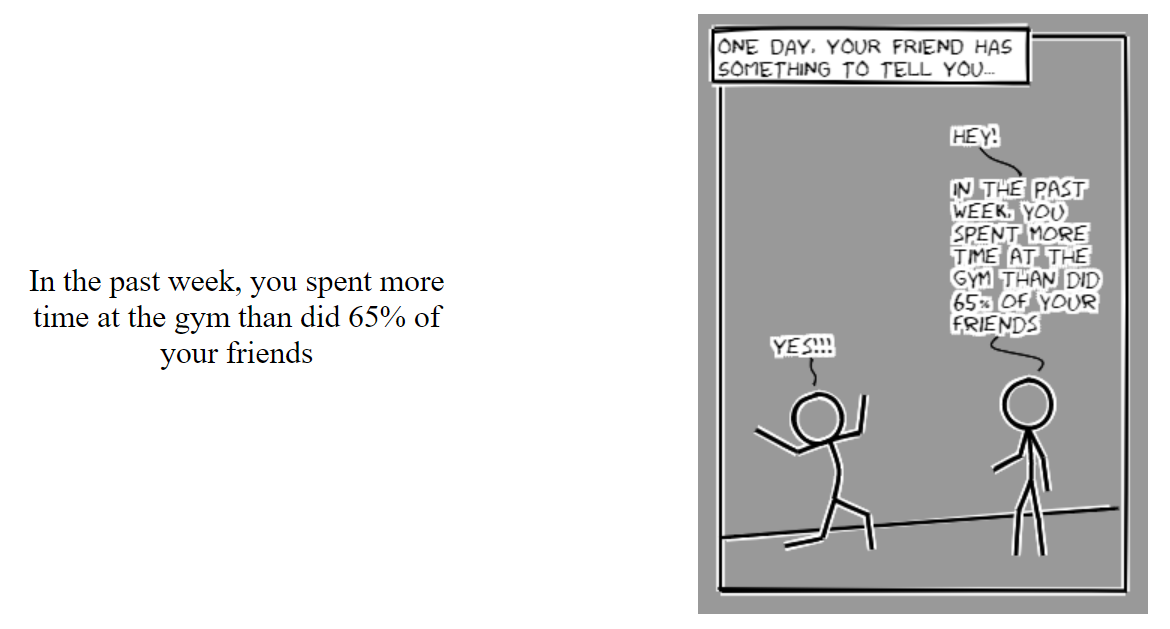 In the past week, you spent more
time at the gym than did 65% of
your friends
ONE DAY, YOUR FRIEND HAS
SOMETHING TO TELL YOU...
HEY!
IN THE PAST
WEEK, YOU
SPENT MORE
TIME AT THE
GYM THAN DID
65% OF YOUR
FRIENDS
YES!!!